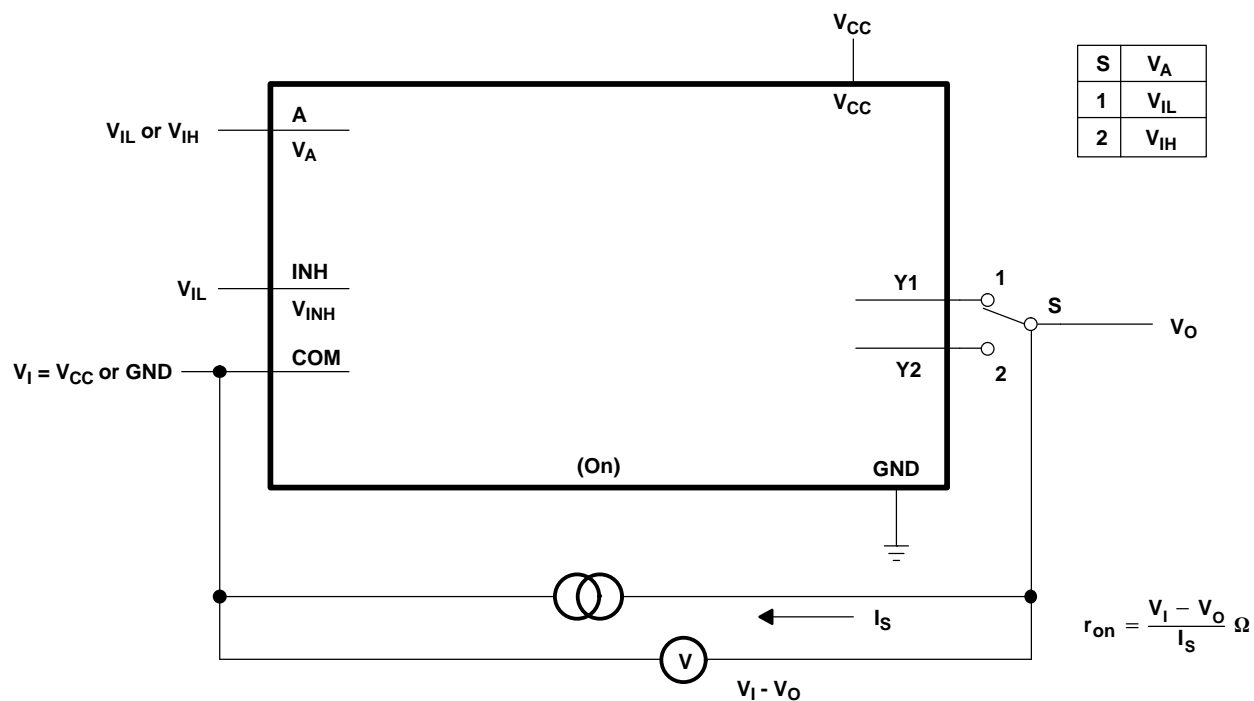 VCC
S VA
1 VIL
2 VIH
VCC
A
VIL or VIH
VA
INH
VIL
VINH
COM
VI = VCC or GND
Y1
1
S
VO
Y2
2
(On)
GND
IS
ron = VI − VO / IS Ω
V
VI - VO